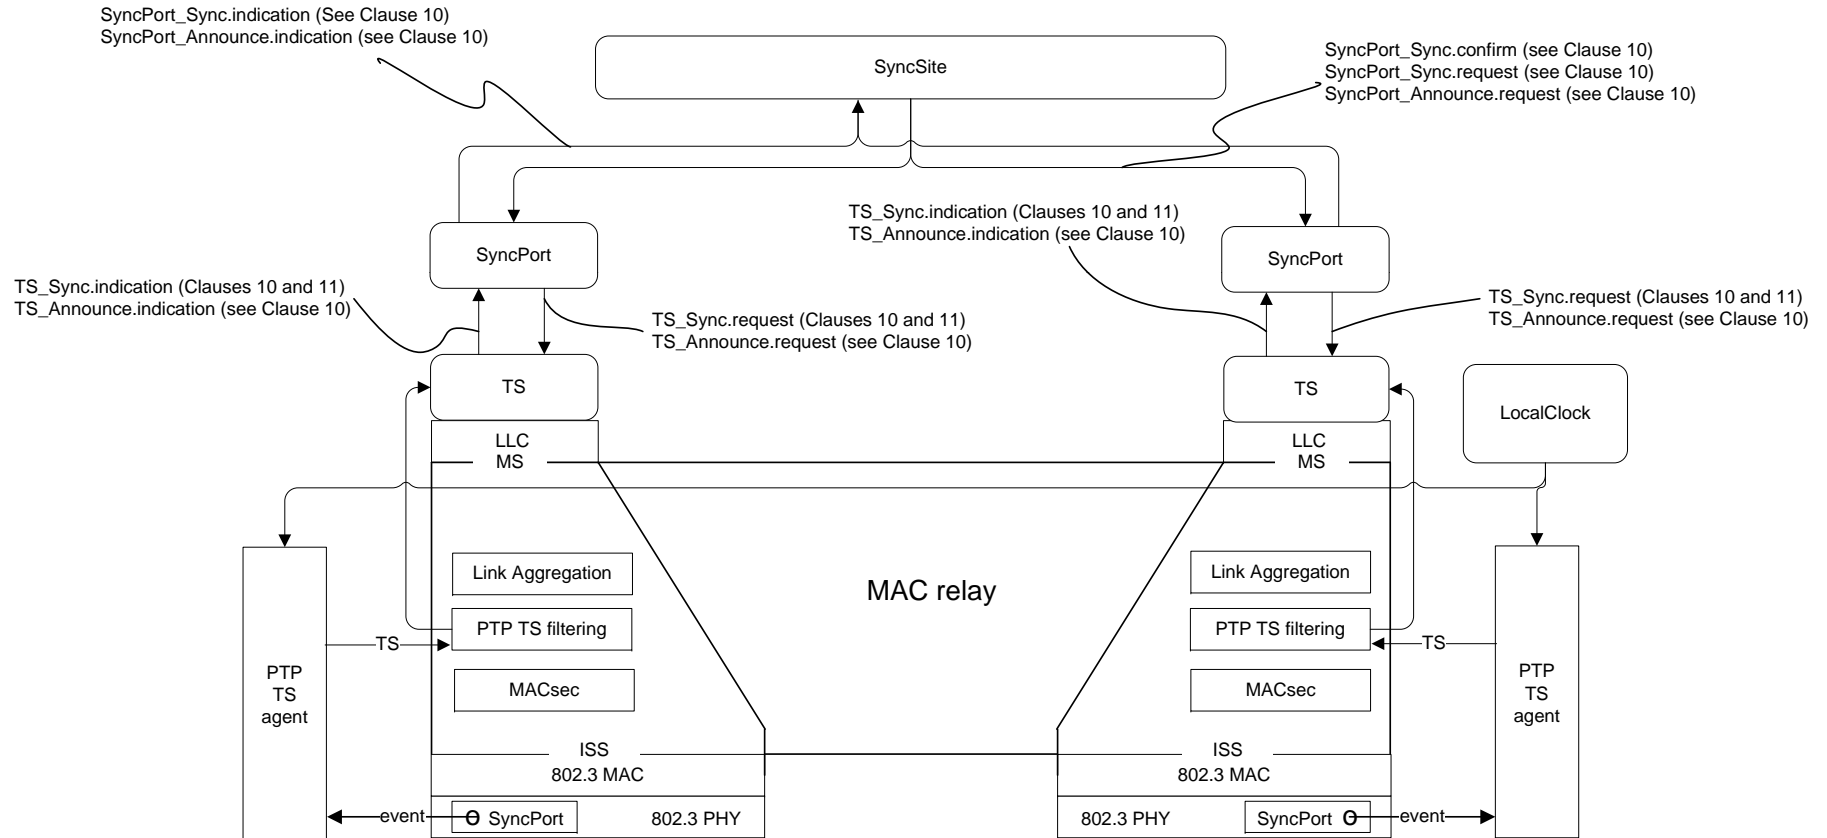 SyncPort_Sync.indication (See Clause 10)
SyncPort_Announce.indication (see Clause 10)
SyncSite
SyncPort_Sync.confirm (see Clause 10)
SyncPort_Sync.request (see Clause 10)
SyncPort_Announce.request (see Clause 10)
TS_Sync.indication (Clauses 10 and 11)
TS_Announce.indication (see Clause 10)
SyncPort
SyncPort
TS_Sync.indication (Clauses 10 and 11)
TS_Announce.indication (see Clause 10)
TS_Sync.request (Clauses 10 and 11)
TS_Announce.request (see Clause 10)
TS_Sync.request (Clauses 10 and 11)
TS_Announce.request (see Clause 10)
TS
TS
LocalClock
LLC
MS
LLC
MS
Link Aggregation
MAC relay
Link Aggregation
PTP TS filtering
PTP TS filtering
TS
TS
PTP
TS
agent
MACsec
MACsec
PTP
TS
agent
ISS
802.3 MAC
ISS
802.3 MAC
event
SyncPort
802.3 PHY
802.3 PHY
SyncPort
event